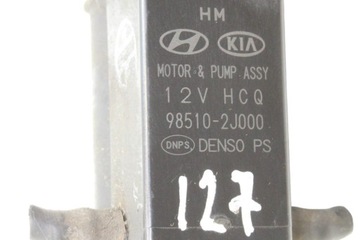 HM
KIA
MOTOR & PUMP ASSY
12V HCQ
98510-2J000
DNPS DENSO PS
127